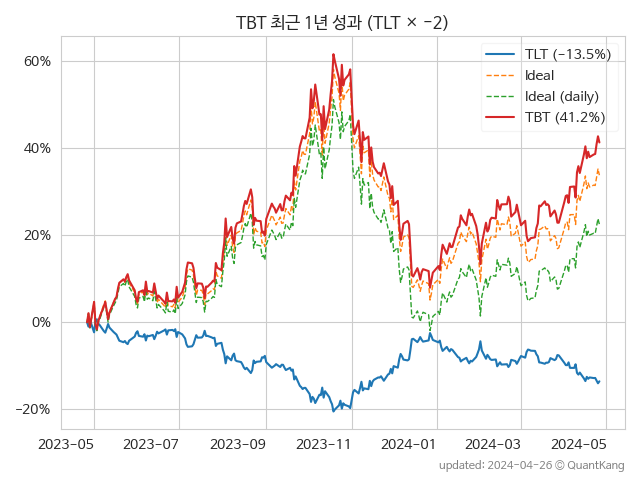 TBT 최근 1년 성과 (TLT × −2)
TLT (−13.5%)
Ideal
Ideal (daily)
TBT (41.2%)
60%
40%
20%
0%
−20%
2023-05 2023-07 2023-09 2023-11 2024-01 2024-03 2024-05
updated: 2024-04-26 © QuantKang